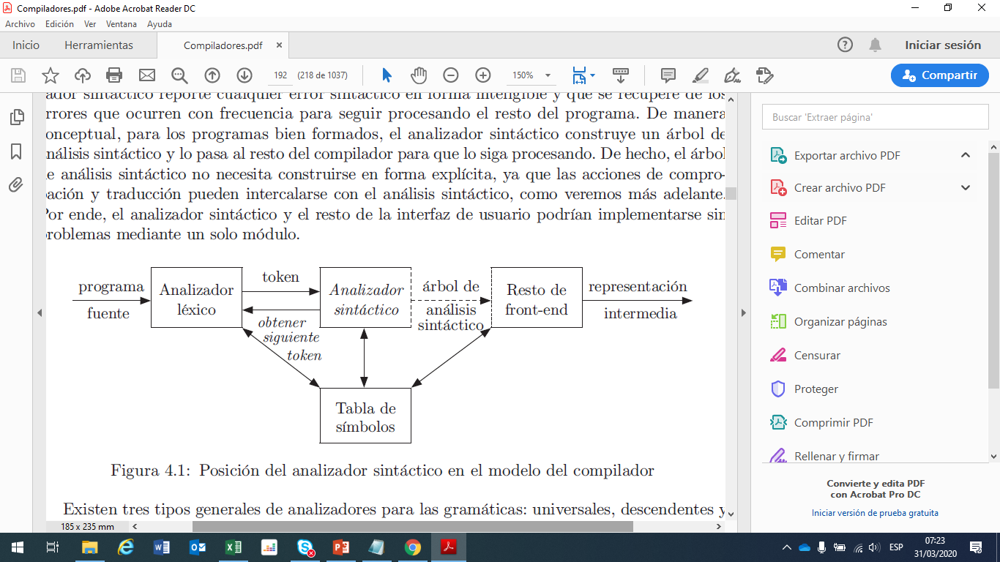 Compiladores.pdf - Adobe Acrobat Reader DC
Archivo Edición Ver Ventana Ayuda
Inicio Herramientas Compiladores.pdf × Iniciar sesión
192 (218 de 1037) 150% Compartir
ador sintáctico reporte cualquier error sintáctico en forma inteligible y que se recupere de los
rrores que ocurren con frecuencia para seguir procesando el resto del programa. De manera
onceptual, para los programas bien formados, el analizador sintáctico construye un árbol de
nálisis sintáctico y lo pasa al resto del compilador para que lo siga procesando. De hecho, el árbol
de análisis sintáctico no necesita construirse en forma explícita, ya que las acciones de compro-
bación y traducción pueden intercalarse con el análisis sintáctico, como veremos más adelante.
Por ende, el analizador sintáctico y el resto de la interfaz de usuario podrían implementarse sin
problemas mediante un solo módulo.
programa
fuente
Analizador
léxico
token
obtener
siguiente
token
Analizador
sintáctico
árbol de
análisis
sintáctico
Resto de
front-end
representación
intermedia
Tabla de
símbolos
Figura 4.1: Posición del analizador sintáctico en el modelo del compilador
Existen tres tipos generales de analizadores para las gramáticas: universales, descendentes y
185 x 235 mm
Buscar 'Extraer página'
Exportar archivo PDF
Crear archivo PDF
Editar PDF
Comentar
Combinar archivos
Organizar páginas
Censurar
Proteger
Comprimir PDF
Rellenar y firmar
Convierte y edita PDF
con Acrobat Pro DC
Iniciar versión de prueba gratuita
ESP
07:23
31/03/2020